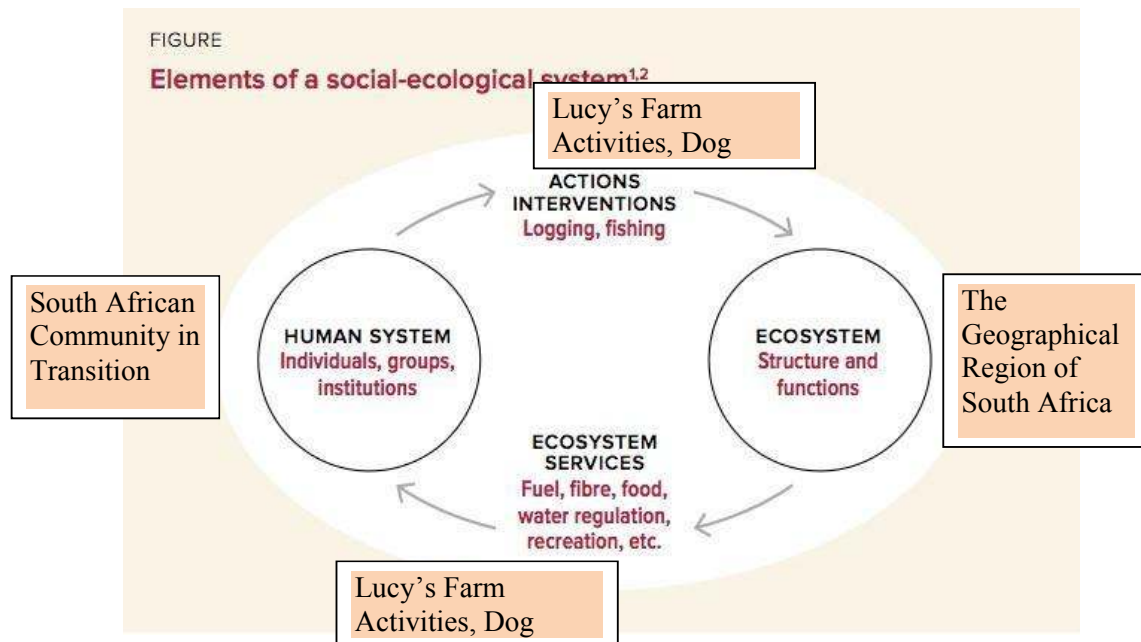 FIGURE
Elements of a social-ecological system1,2
Lucy’s Farm
Activities, Dog
ACTIONS
INTERVENTIONS
Logging, fishing
South African
Community in
Transition
HUMAN SYSTEM
Individuals, groups,
institutions
ECOSYSTEM
Structure and
functions
The
Geographical
Region of
South Africa
ECOSYSTEM
SERVICES
Fuel, fibre, food,
water regulation,
recreation, etc.
Lucy’s Farm
Activities, Dog